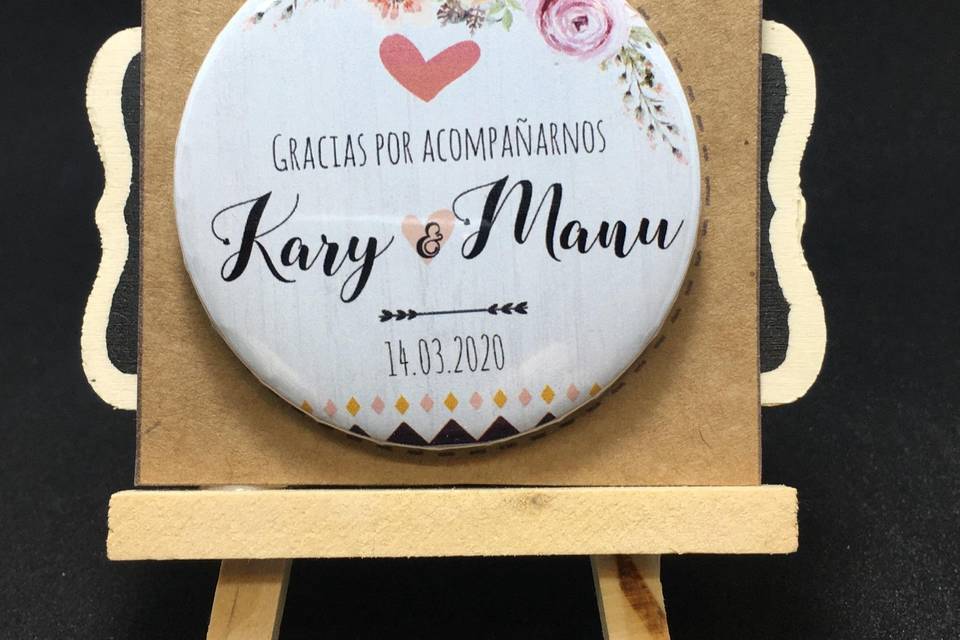 GRACIAS POR ACOMPAÑARNOS
Kary & Manu
14.03.2020